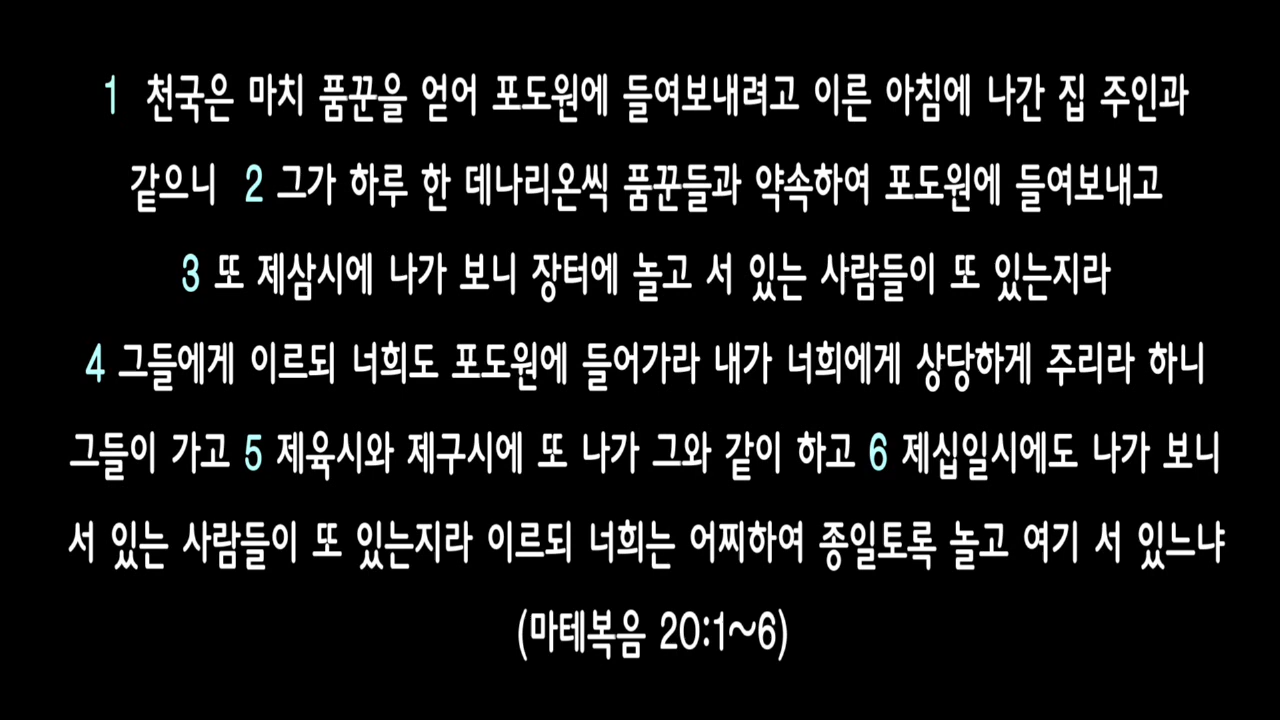 1 천국은 마치 품꾼을 얻어 포도원에 들여보내려고 이른 아침에 나간 집 주인과
같으니 2 그가 하루 한 데나리온씩 품꾼들과 약속하여 포도원에 들여보내고
3 또 제삼시에 나가 보니 장터에 놀고 서 있는 사람들이 또 있는지라
4 그들에게 이르되 너희도 포도원에 들어가라 내가 너희에게 상당하게 주리라 하니
그들이 가고 5 제육시와 제구시에 또 나가 그와 같이 하고 6 제십일시에도 나가 보니
서 있는 사람들이 또 있는지라 이르되 너희는 어찌하여 종일토록 놀고 여기 서 있느냐
(마테복음 20:1~6)